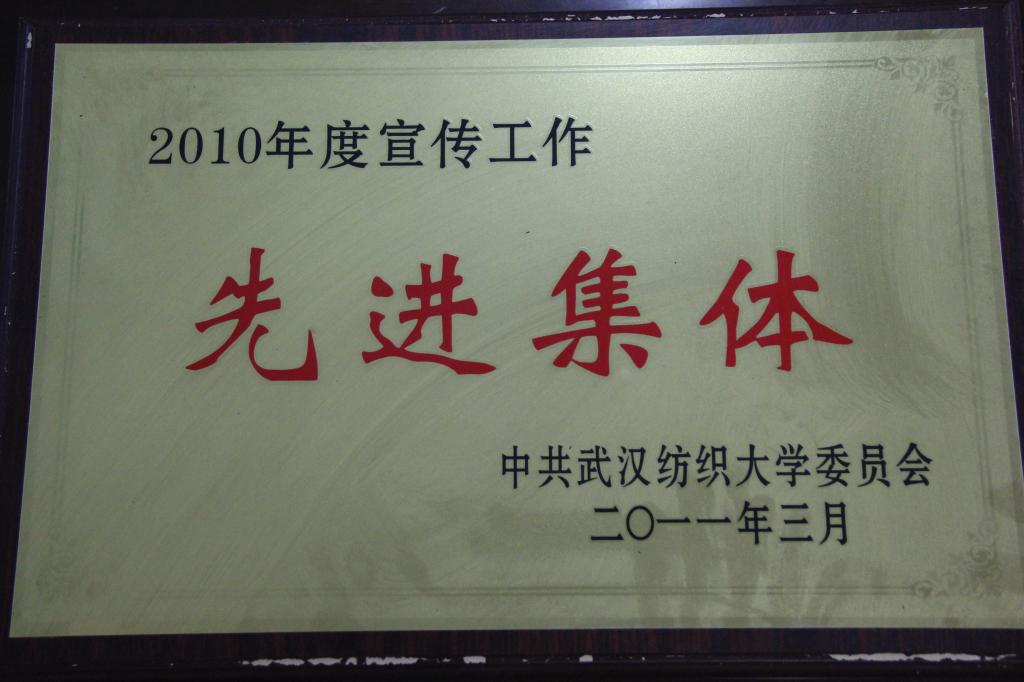 2010年度宣传工作
先进集体
中共武汉纺织大学委员会
二〇一一年三月